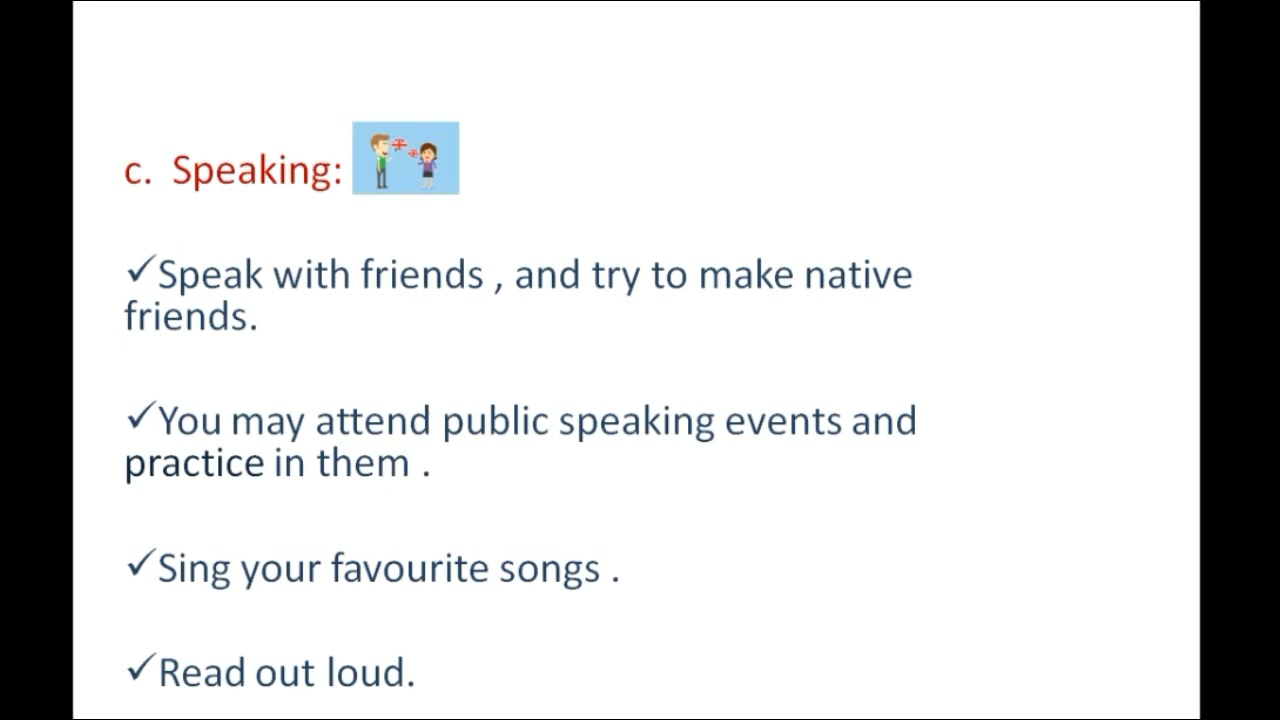 c. Speaking:
✓Speak with friends , and try to make native
friends.
✓You may attend public speaking events and
practice in them .
✓Sing your favourite songs .
✓Read out loud.